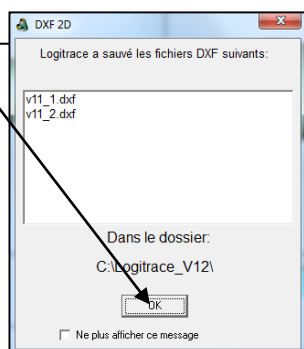 DXF 2D
Logitrace a sauvé les fichiers DXF suivants:
v11_1.dxf
v11_2.dxf
Dans le dossier:
C:\Logitrace_V12\
OK
Ne plus afficher ce message